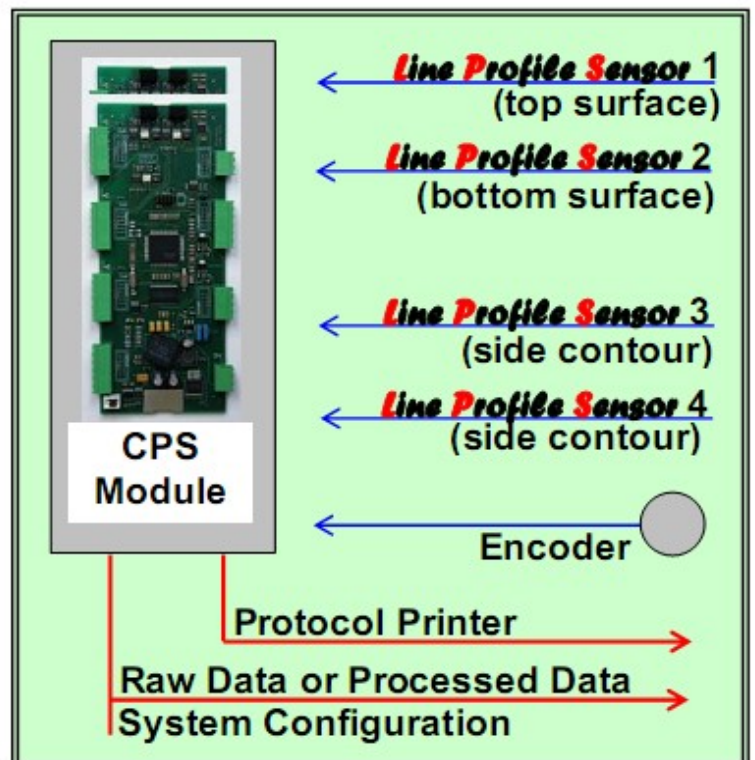 Line Profile Sensor 1
(top surface)
Line Profile Sensor 2
(bottom surface)
Line Profile Sensor 3
(side contour)
Line Profile Sensor 4
(side contour)
CPS
Module
Encoder
Protocol Printer
Raw Data or Processed Data
System Configuration